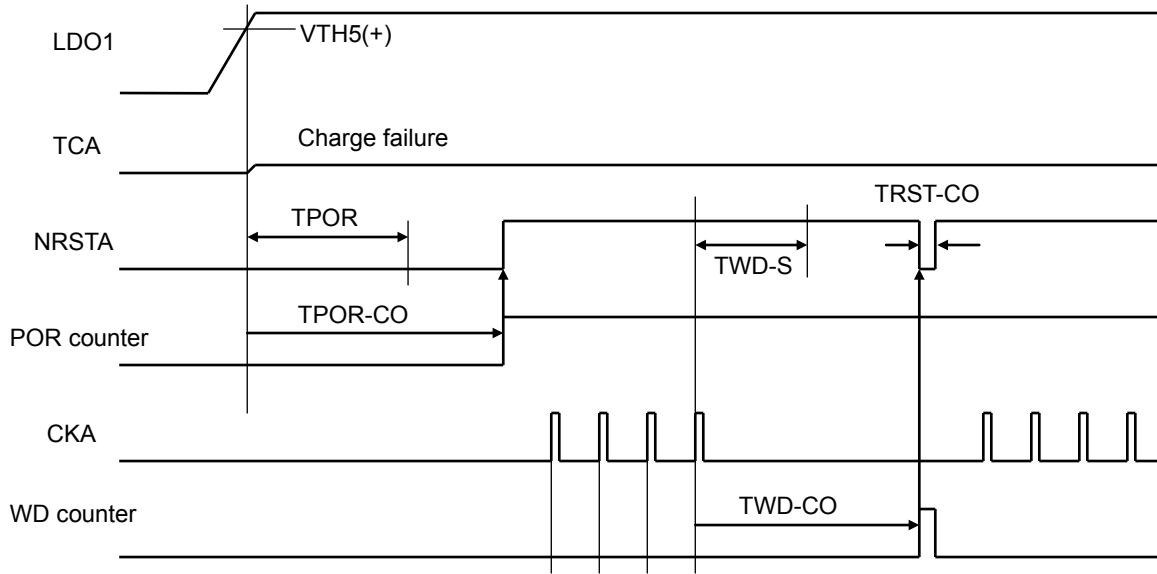 LDO1
VTH5(+)
TCA
Charge failure
TRST-CO
NRSTA
TPOR
TWD-S
TPOR-CO
POR counter
CKA
WD counter
TWD-CO